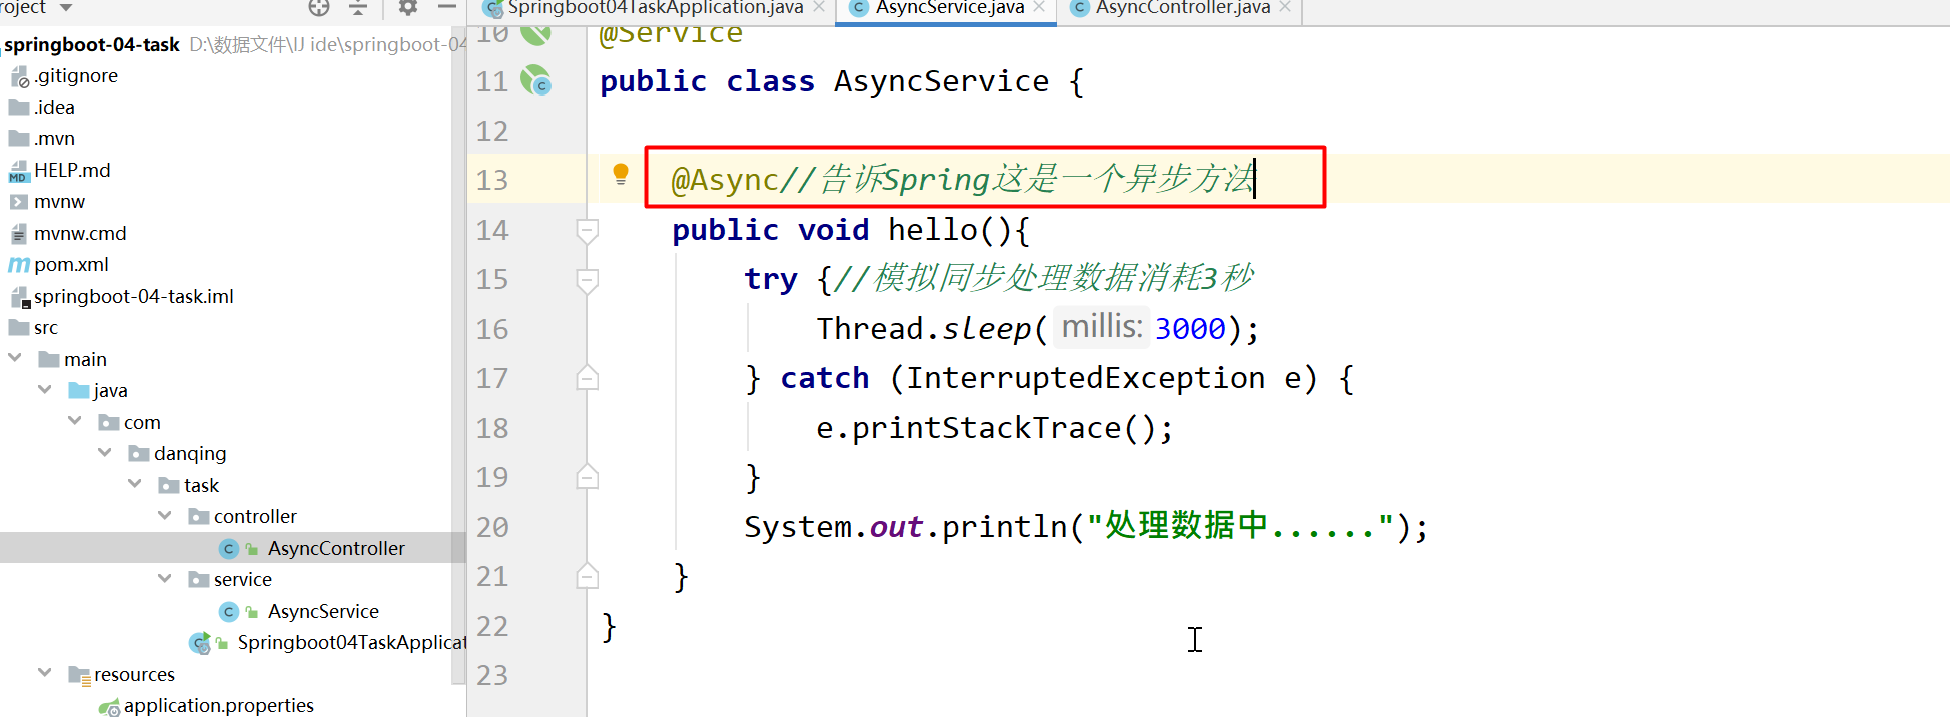 roject
Springboot04TaskApplication.java
AsyncService.java
AsyncController.java
springboot-04-task D:\数据文件\IJ ide\springboot-04
.gitignore
.idea
.mvn
HELP.md
mvnw
mvnw.cmd
pom.xml
springboot-04-task.iml
src
main
java
com
danqing
task
controller
AsyncController
service
AsyncService
Springboot04TaskApplicat
resources
application.properties
10 @Service
11 public class AsyncService {
12
13 @Async//告诉Spring这是一个异步方法
14 public void hello(){
15 try {//模拟同步处理数据消耗3秒
16 Thread.sleep( millis: 3000);
17 } catch (InterruptedException e) {
18 e.printStackTrace();
19 }
20 System.out.println("处理数据中......");
21 }
22 }
23